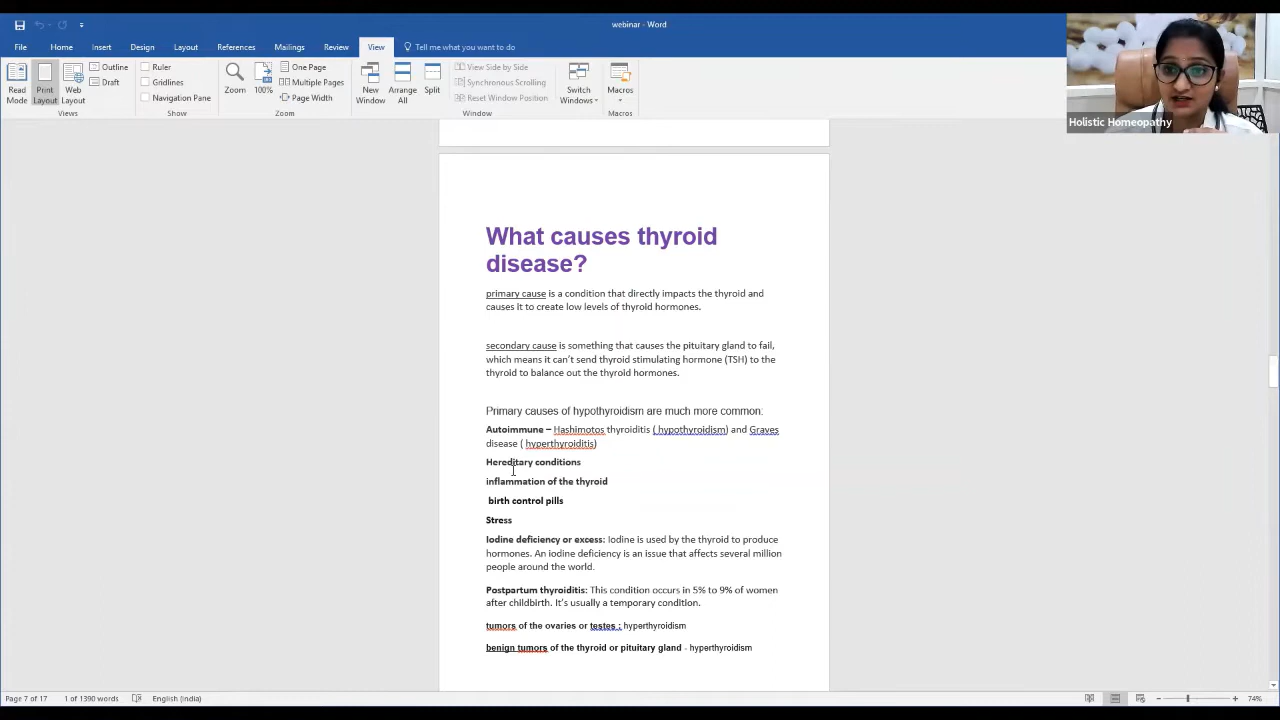 webinar - Word
File Home Insert Design Layout References Mailings Review View Tell me what you want to do
Read Mode
Print Layout
Web Layout
Outline
Draft
Views
Ruler
Gridlines
Navigation Pane
Show
Zoom
100%
One Page
Multiple Pages
Page Width
Zoom
New Window
Arrange All
Split
View Side by Side
Synchronous Scrolling
Reset Window Position
Window
Switch Windows
Macros
Macros
Holistic Homeopathy
What causes thyroid
disease?
primary cause is a condition that directly impacts the thyroid and
causes it to create low levels of thyroid hormones.
secondary cause is something that causes the pituitary gland to fail,
which means it can't send thyroid stimulating hormone (TSH) to the
thyroid to balance out the thyroid hormones.
Primary causes of hypothyroidism are much more common:
Autoimmune – Hashimotos thyroiditis ( hypothyroidism) and Graves
disease ( hyperthyroiditis)
Hereditary conditions
inflammation of the thyroid
birth control pills
Stress
Iodine deficiency or excess: Iodine is used by the thyroid to produce
hormones. An iodine deficiency is an issue that affects several million
people around the world.
Postpartum thyroiditis: This condition occurs in 5% to 9% of women
after childbirth. It's usually a temporary condition.
tumors of the ovaries or testes : hyperthyroidism
benign tumors of the thyroid or pituitary gland - hyperthyroidism
Page 7 of 17 1 of 1390 words English (India) 74%